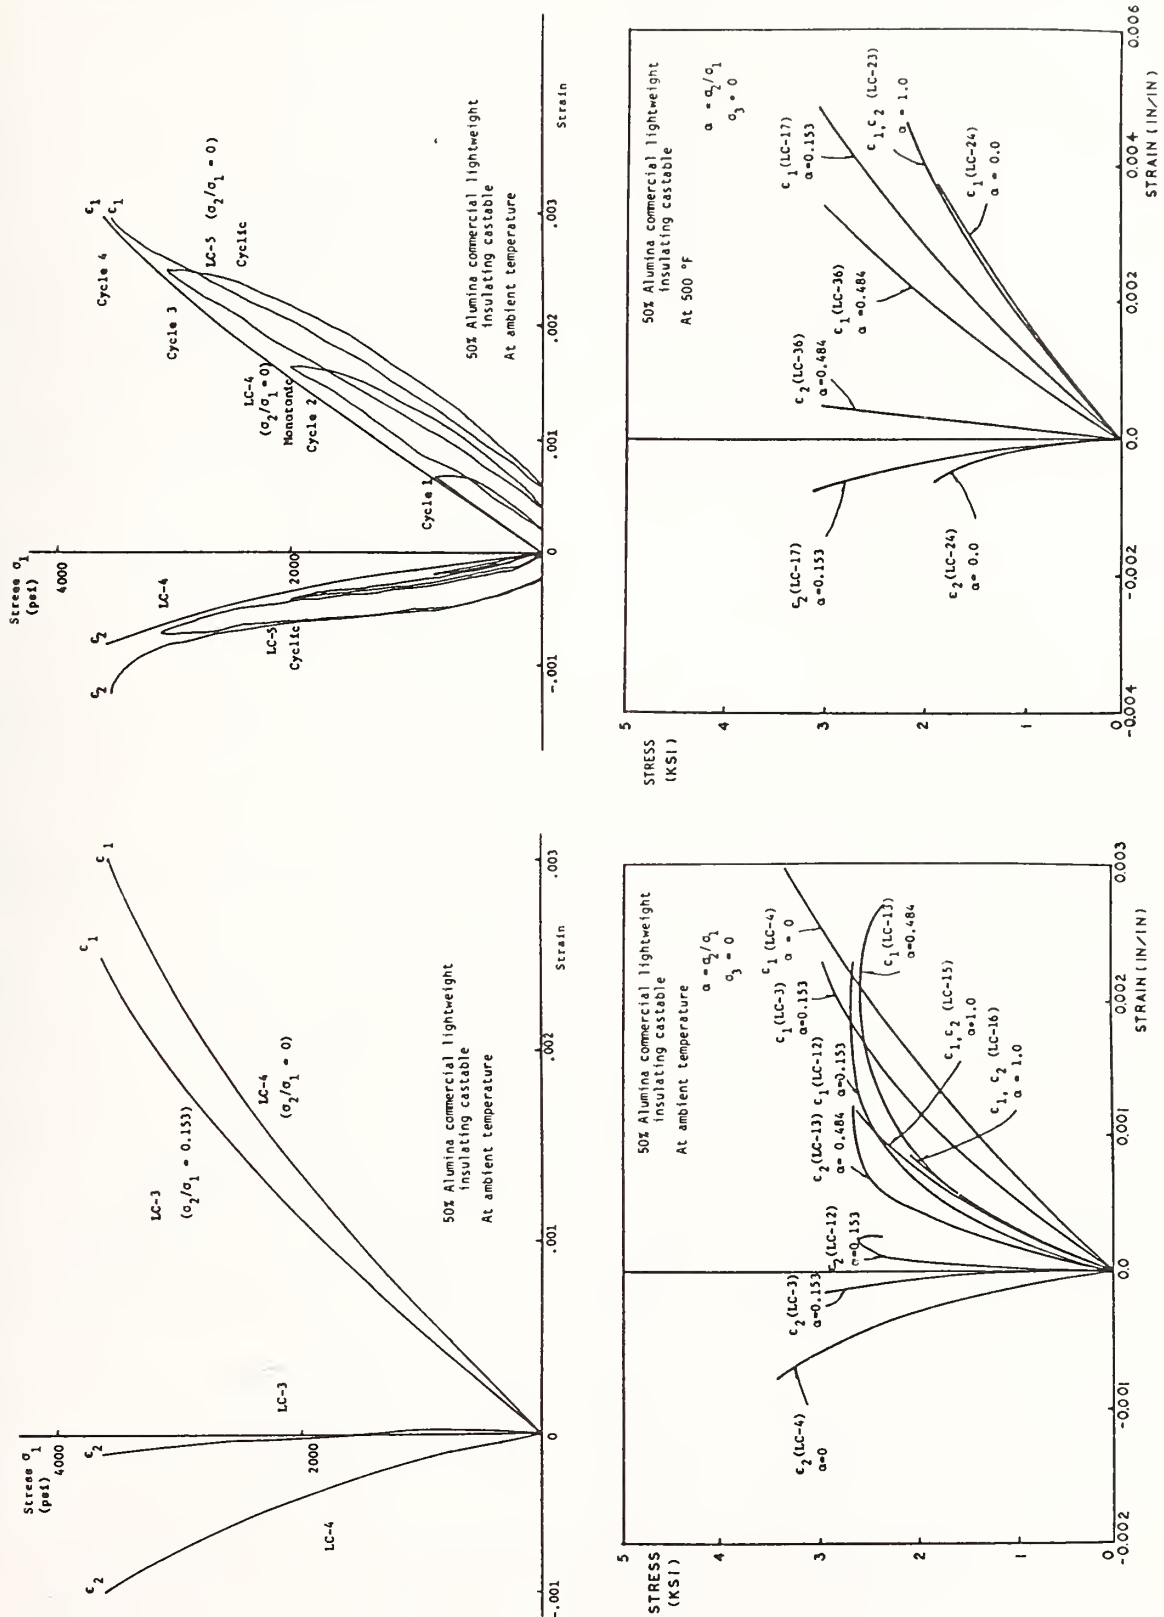 Stress σ1
(psi)
4000
2000
ε2
ε2
LC-4
LC-5
Cyclic
Cycle 1
LC-4
(σ2/σ1 = 0)
Monotonic
Cycle 2
Cycle 3
Cycle 4
ε1
ε1
LC-5 (σ2/σ1 = 0)
Cyclic
50% Alumina commercial lightweight
insulating castable
At ambient temperature
-.001
0
.001
.002
.003
Strain
STRESS
(KSI)
5
4
3
2
1
0
50% Alumina commercial lightweight
insulating castable
At 500 °F
α = σ2/σ1
σ3 = 0
ε2(LC-17)
α=0.153
ε2(LC-24)
α= 0.0
ε2(LC-36)
α=0.484
ε1(LC-36)
α=0.484
ε1(LC-17)
α=0.153
ε1,ε2 (LC-23)
α = 1.0
ε1(LC-24)
α = 0.0
-0.004
-0.002
0.0
0.002
0.004
0.006
STRAIN(IN/IN)
Stress σ1
(psi)
4000
2000
ε2
ε2
LC-4
LC-3
LC-3
(σ2/σ1 = 0.153)
LC-4
(σ2/σ1 = 0)
ε1
ε1
50% Alumina commercial lightweight
insulating castable
At ambient temperature
-.001
0
.001
.002
.003
Strain
STRESS
(KSI)
5
4
3
2
1
0
50% Alumina commercial lightweight
insulating castable
At ambient temperature
α = σ2/σ1
σ3 = 0
ε2(LC-4)
α=0
ε2(LC-3)
α=0.153
ε2(LC-12)
α=0.153
ε2(LC-13)
α= 0.484
ε1(LC-12)
α=0.153
ε1(LC-3)
α=0.153
ε1 (LC-4)
α = 0
ε1(LC-13)
α=0.484
ε1,ε2 (LC-15)
α=1.0
ε1, ε2 (LC-16)
α = 1.0
-0.002
-0.001
0.0
0.001
0.002
0.003
STRAIN(IN/IN)